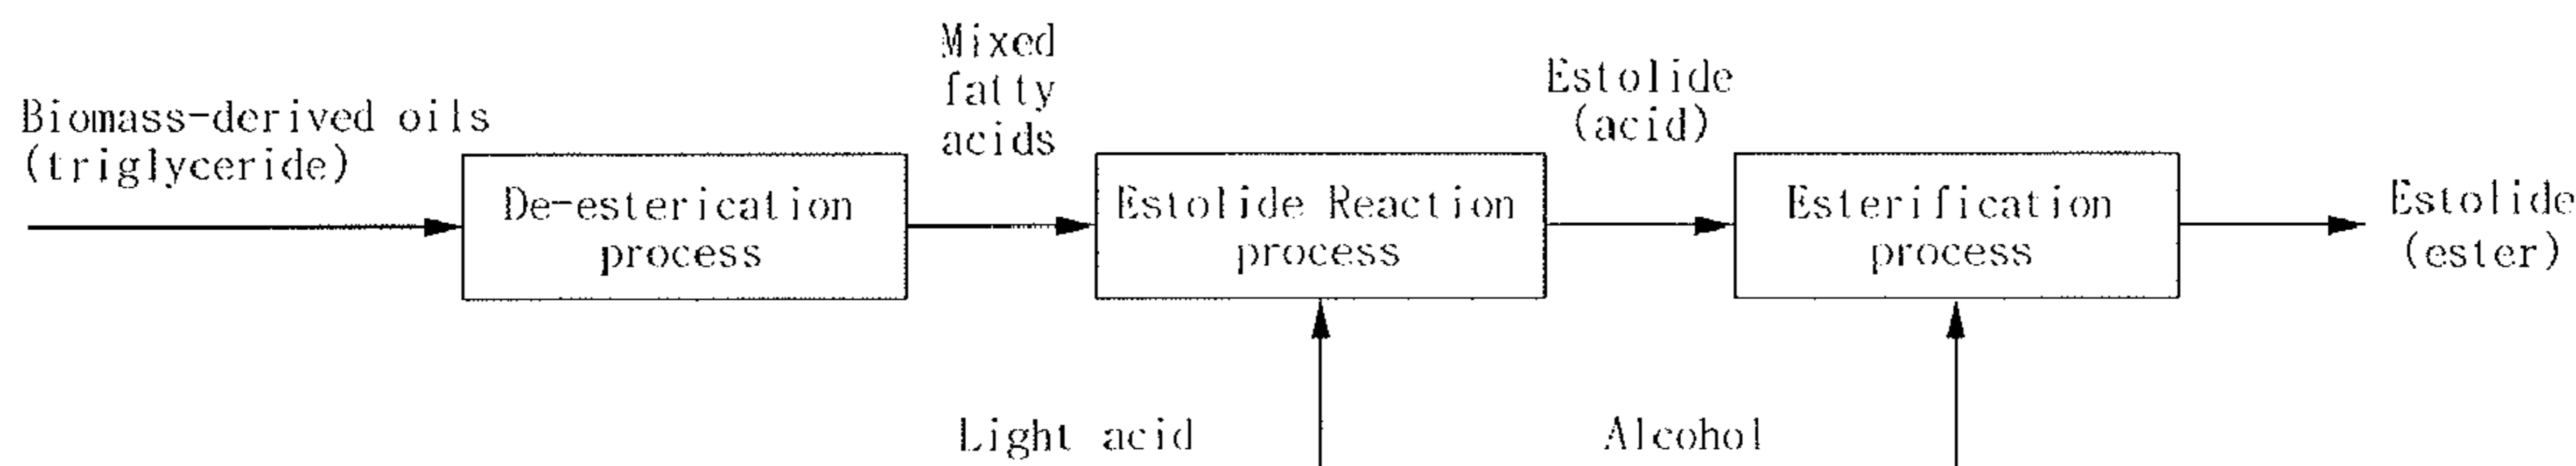 Biomass-derived oils
(triglyceride)
De-esterication
process
Mixed
fatty
acids
Estolide Reaction
process
Light acid
Estolide
(acid)
Esterification
process
Alcohol
Estolide
(ester)